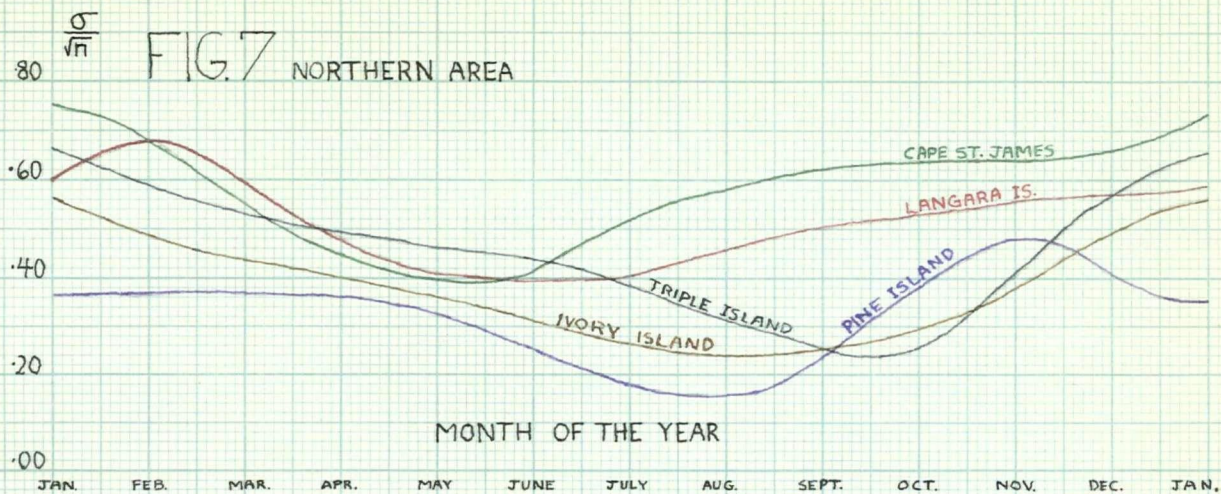 σ/√n
FIG. 7 NORTHERN AREA
.80
.60
.40
.20
.00
CAPE ST. JAMES
LANGARA IS.
TRIPLE ISLAND
PINE ISLAND
IVORY ISLAND
MONTH OF THE YEAR
JAN. FEB. MAR. APR. MAY JUNE JULY AUG. SEPT. OCT. NOV. DEC. JAN.